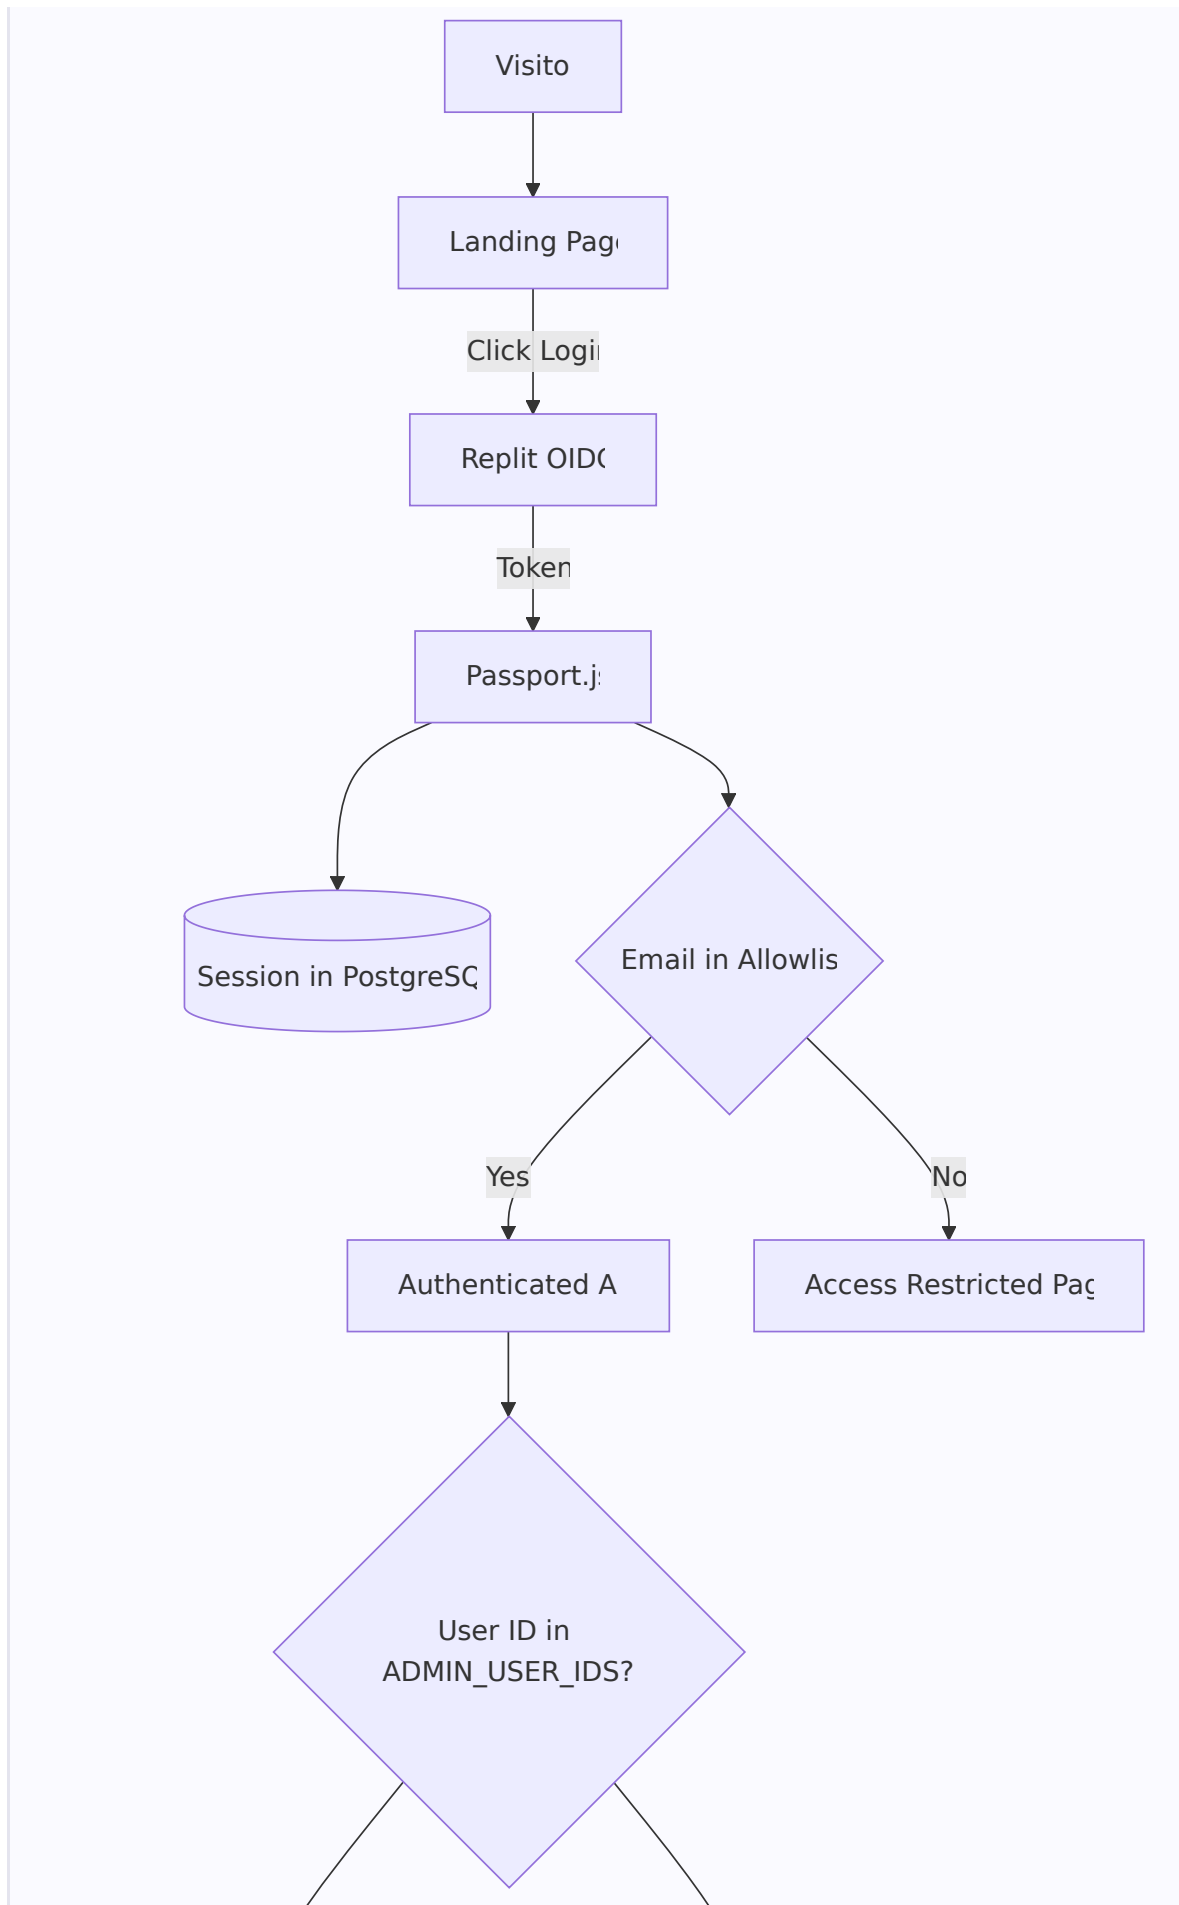 Visito
Landing Page
Click Login
Replit OIDC
Token
Passport.js
Session in PostgreSQ
Email in Allowlis
Yes
No
Authenticated A
Access Restricted Pag
User ID in
ADMIN_USER_IDS?